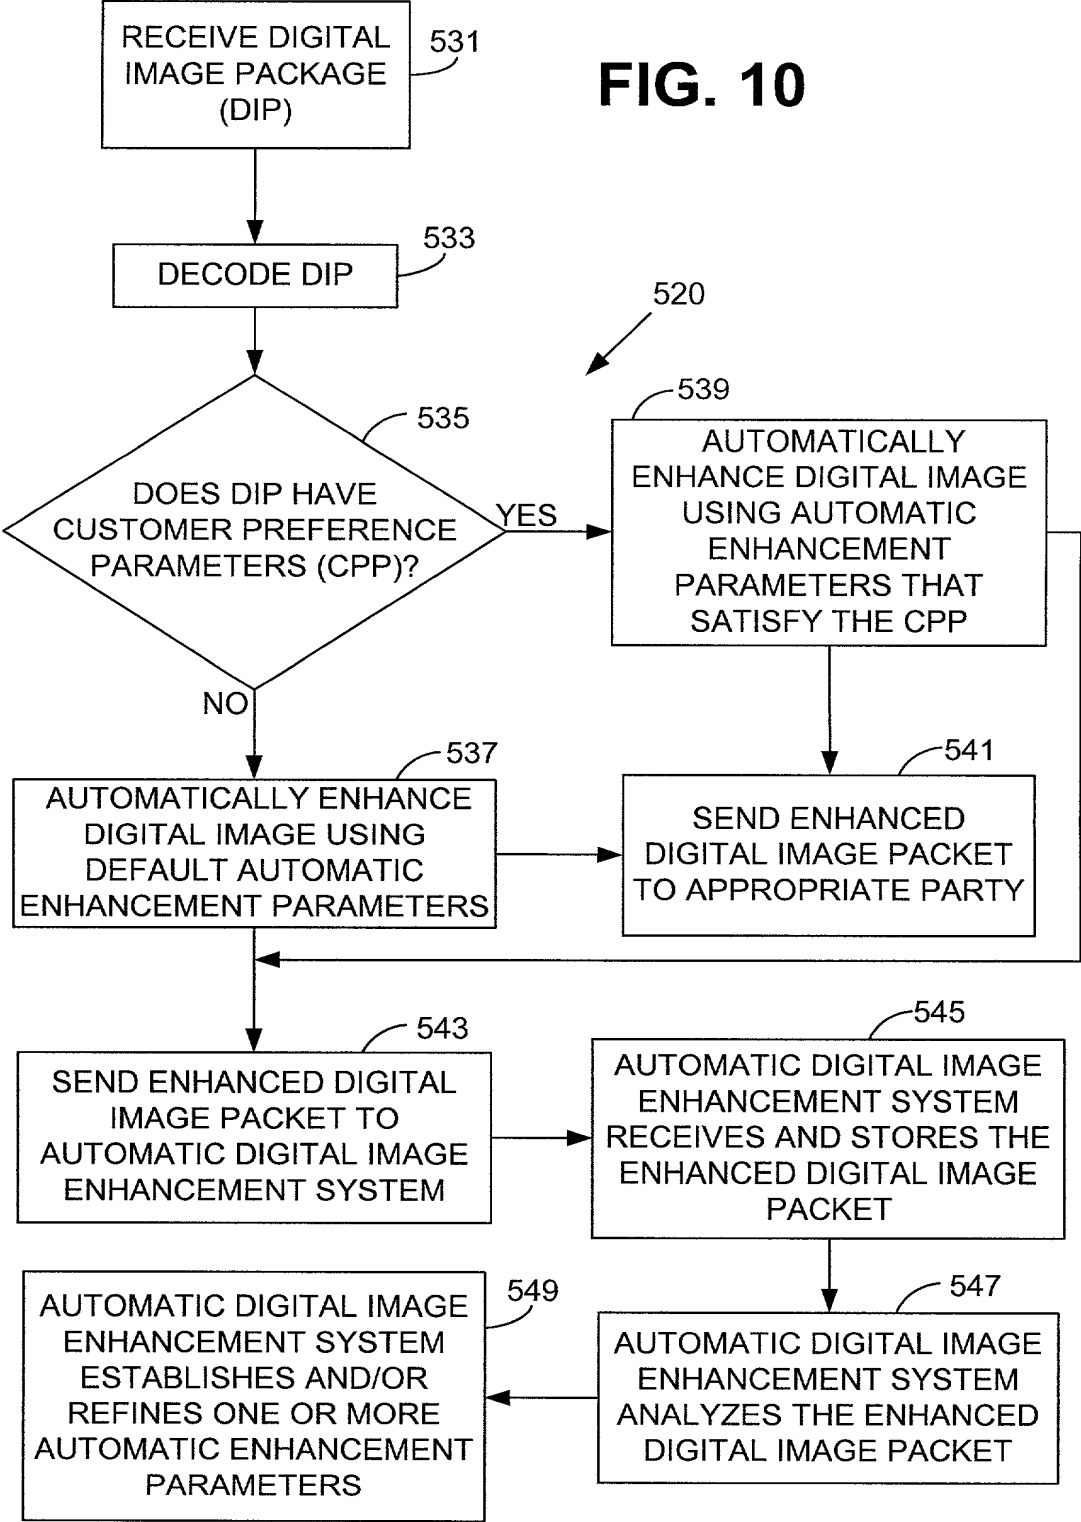 RECEIVE DIGITAL
IMAGE PACKAGE
(DIP)
531
FIG. 10
DECODE DIP
533
520
535
DOES DIP HAVE
CUSTOMER PREFERENCE
PARAMETERS (CPP)?
YES
NO
539
AUTOMATICALLY
ENHANCE DIGITAL IMAGE
USING AUTOMATIC
ENHANCEMENT
PARAMETERS THAT
SATISFY THE CPP
537
AUTOMATICALLY ENHANCE
DIGITAL IMAGE USING
DEFAULT AUTOMATIC
ENHANCEMENT PARAMETERS
541
SEND ENHANCED
DIGITAL IMAGE PACKET
TO APPROPRIATE PARTY
543
SEND ENHANCED DIGITAL
IMAGE PACKET TO
AUTOMATIC DIGITAL IMAGE
ENHANCEMENT SYSTEM
545
AUTOMATIC DIGITAL IMAGE
ENHANCEMENT SYSTEM
RECEIVES AND STORES THE
ENHANCED DIGITAL IMAGE
PACKET
547
AUTOMATIC DIGITAL IMAGE
ENHANCEMENT SYSTEM
ANALYZES THE ENHANCED
DIGITAL IMAGE PACKET
549
AUTOMATIC DIGITAL IMAGE
ENHANCEMENT SYSTEM
ESTABLISHES AND/OR
REFINES ONE OR MORE
AUTOMATIC ENHANCEMENT
PARAMETERS